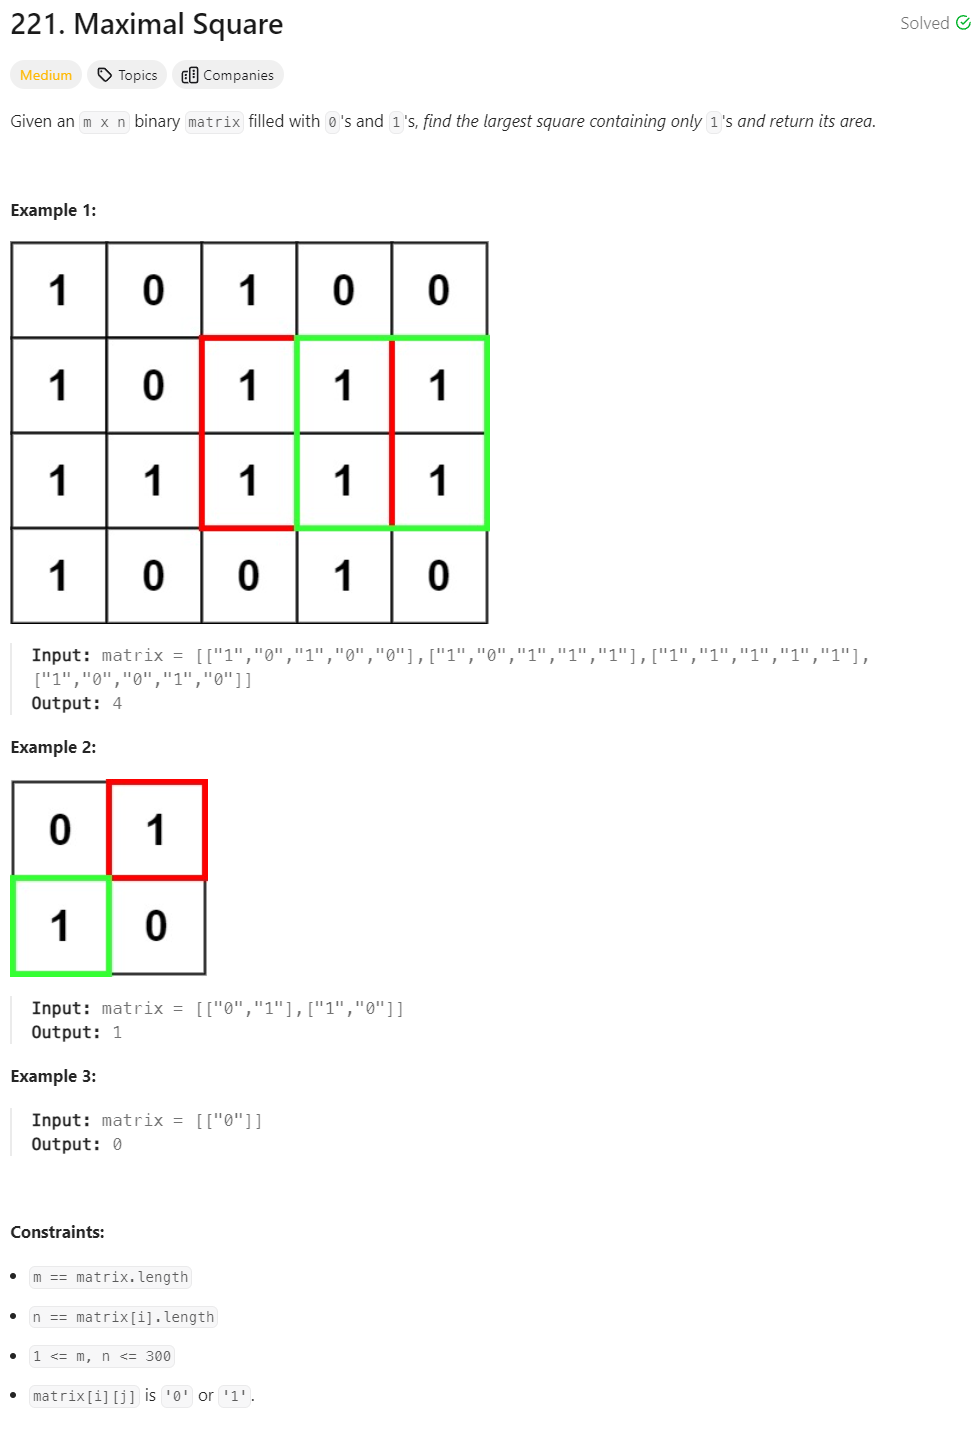 221. Maximal Square
Solved
Medium Topics Companies
Given an m x n binary matrix filled with 0's and 1's, find the largest square containing only 1's and return its area.
Example 1:
1 0 1 0 0
1 0 1 1 1
1 1 1 1 1
1 0 0 1 0
Input: matrix = [["1","0","1","0","0"],["1","0","1","1","1"],["1","1","1","1","1"],
["1","0","0","1","0"]]
Output: 4
Example 2:
0 1
1 0
Input: matrix = [["0","1"],["1","0"]]
Output: 1
Example 3:
Input: matrix = [["0"]]
Output: 0
Constraints:
• m == matrix.length
• n == matrix[i].length
• 1 <= m, n <= 300
• matrix[i][j] is '0' or '1'.